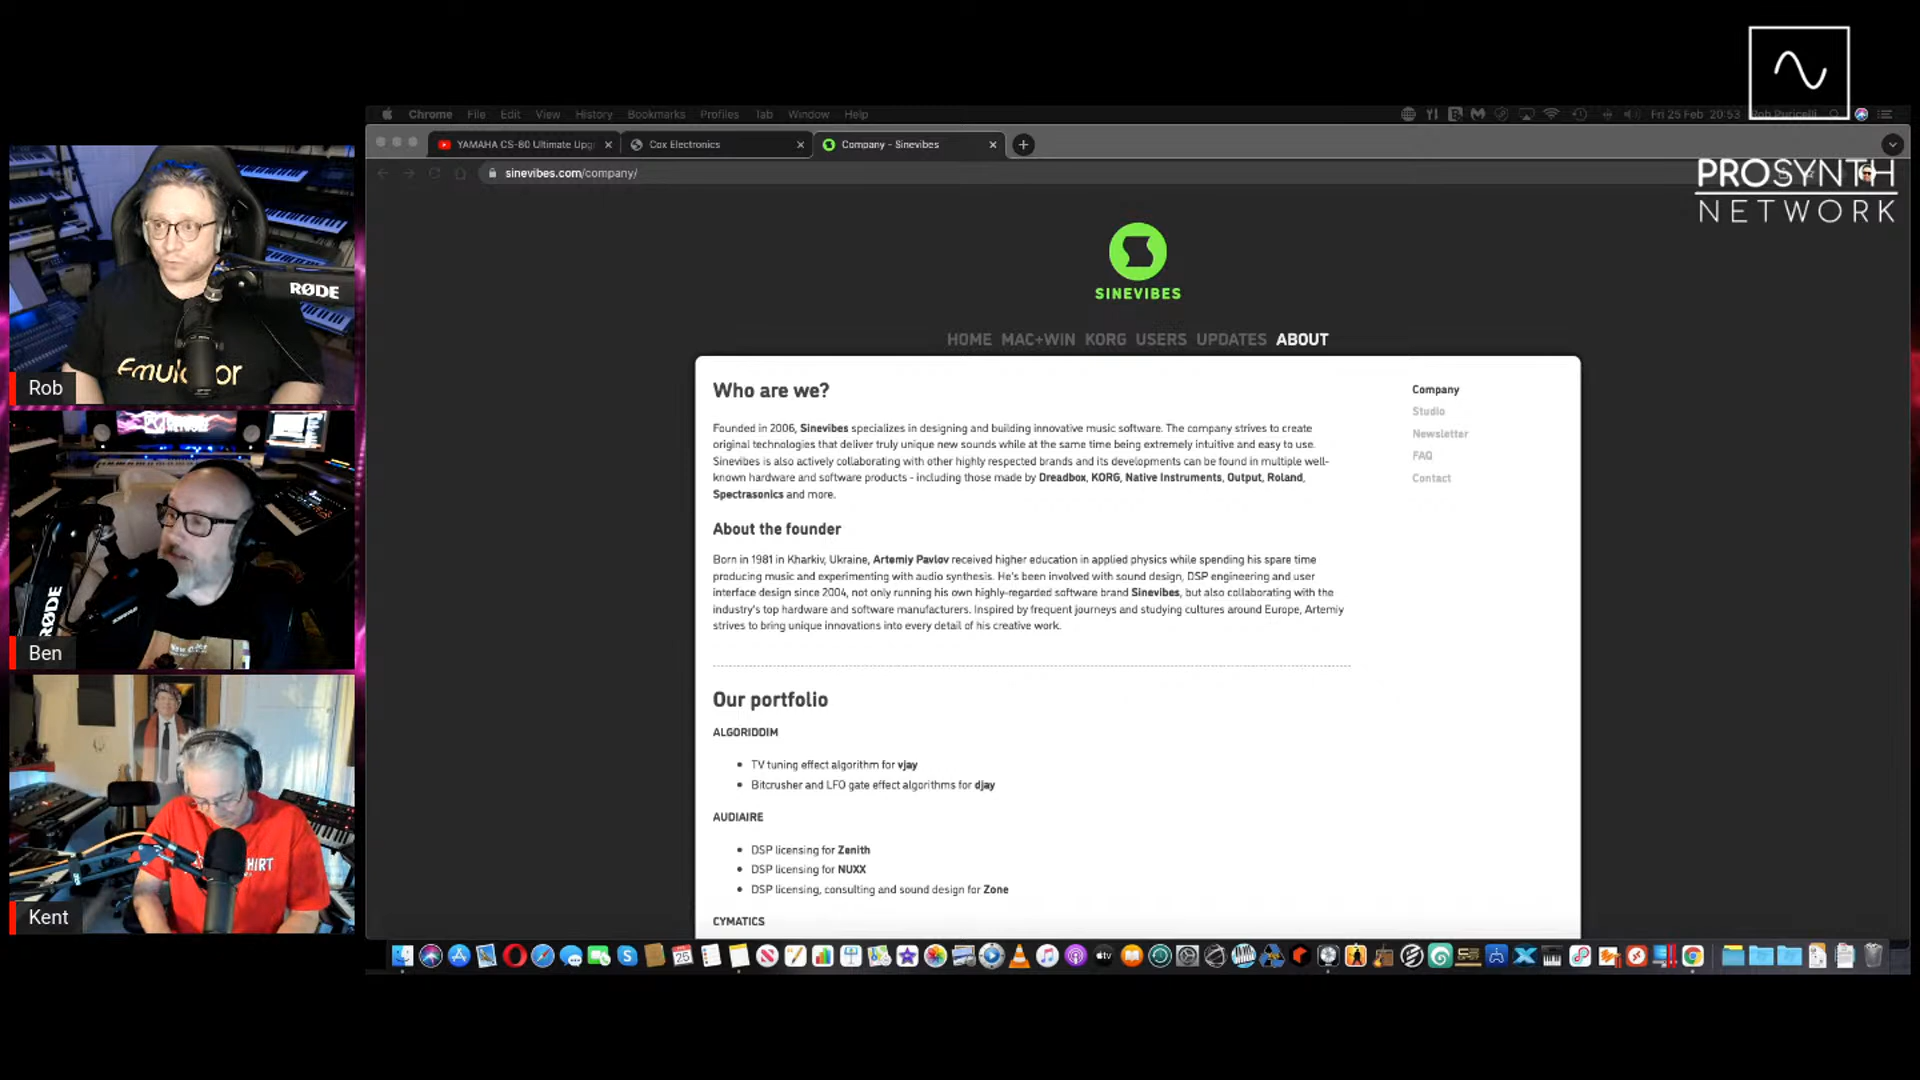 Chrome File Edit View History Bookmarks Profiles Tab Window Help
Fri 25 Feb 20:53
YAMAHA CS-80 Ultimate Upg
Cox Electronics
Company - Sinevibes
sinevibes.com/company/
PROSYNTH
NETWORK
SINEVIBES
HOME MAC+WIN KORG USERS UPDATES ABOUT
Who are we?
Founded in 2006, Sinevibes specializes in designing and building innovative music software. The company strives to create
original technologies that deliver truly unique new sounds while at the same time being extremely intuitive and easy to use.
Sinevibes is also actively collaborating with other highly respected brands and its developments can be found in multiple well-
known hardware and software products - including those made by Dreadbox, KORG, Native Instruments, Output, Roland,
Spectrasonics and more.
About the founder
Born in 1981 in Kharkiv, Ukraine, Artemiy Pavlov received higher education in applied physics while spending his spare time
producing music and experimenting with audio synthesis. He's been involved with sound design, DSP engineering and user
interface design since 2004, not only running his own highly-regarded software brand Sinevibes, but also collaborating with the
industry's top hardware and software manufacturers. Inspired by frequent journeys and studying cultures around Europe, Artemiy
strives to bring unique innovations into every detail of his creative work.
Our portfolio
ALGORIDDIM
TV tuning effect algorithm for vjay
Bitcrusher and LFO gate effect algorithms for djay
AUDIAIRE
DSP licensing for Zenith
DSP licensing for NUXX
DSP licensing, consulting and sound design for Zone
CYMATICS
Company
Studio
Newsletter
FAQ
Contact
RØDE
Rob
RØDE
Ben
Kent
25
tv